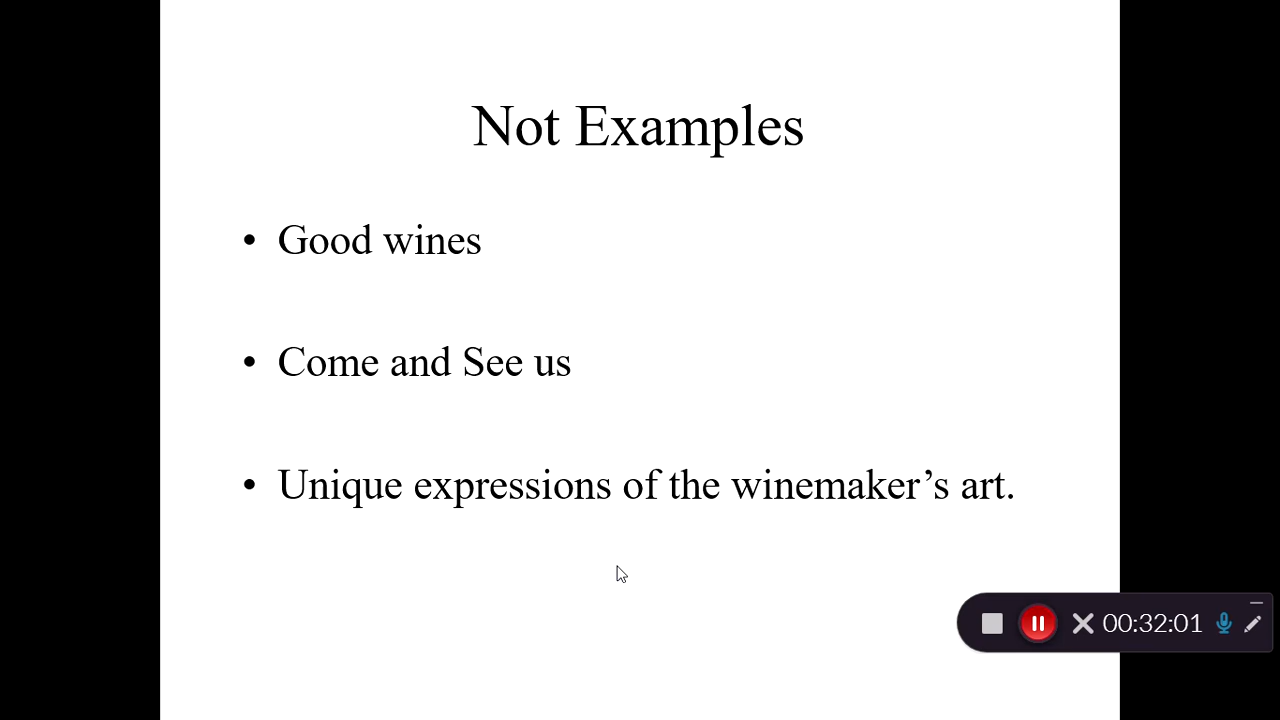 Not Examples
• Good wines
• Come and See us
• Unique expressions of the winemaker’s art.
00:32:01